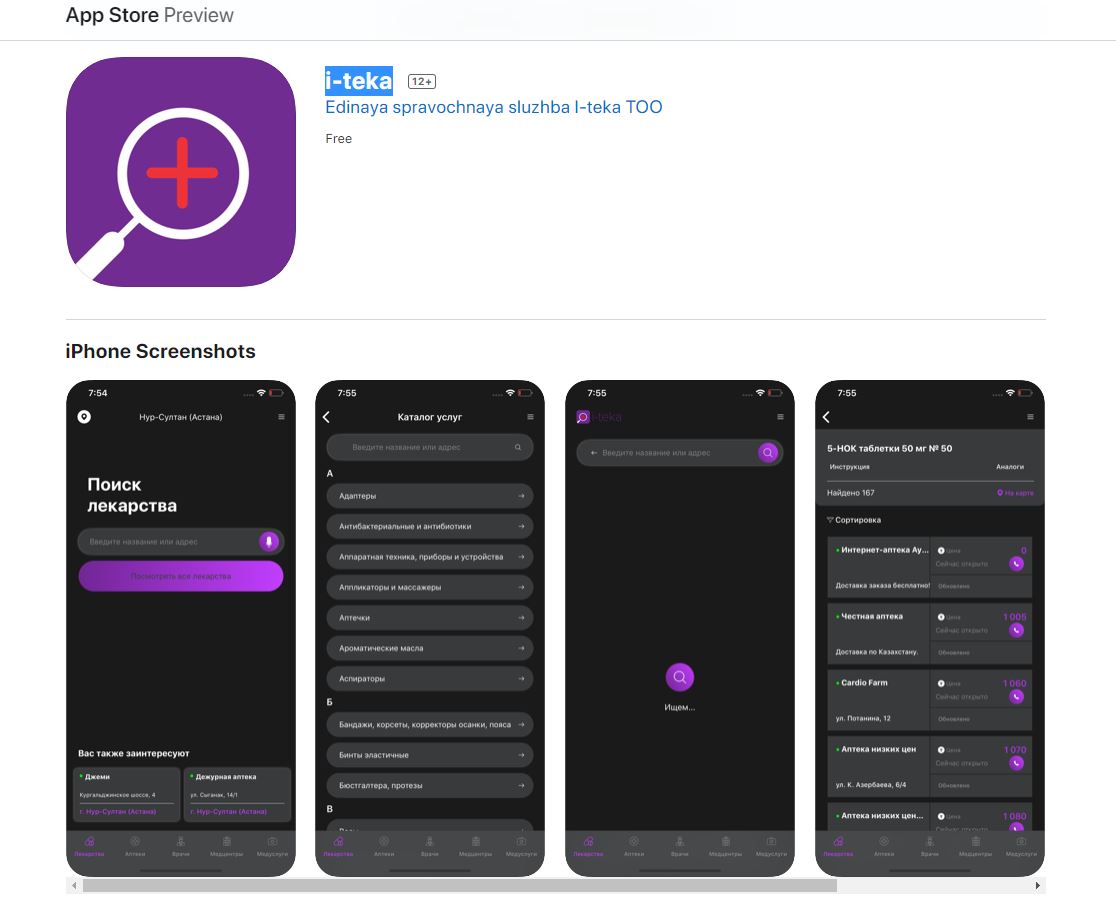 App Store Preview
i-teka 12+
Edinaya spravochnaya sluzhba I-teka TOO
Free
iPhone Screenshots
7:54
Нур-Султан (Астана)
Поиск
лекарства
Введите название или адрес
Посмотреть все лекарства
Вас также заинтересуют
Джеми
Кургальджинское шоссе, 4
г. Нур-Султан (Астана)
Дежурная аптека
ул. Сыганак, 14/1
г. Нур-Султан (Астана)
Лекарства Аптеки Врачи Медцентры Медуслуги
7:55
Каталог услуг
Введите название или адрес
А
Адаптеры
Антибактериальные и антибиотики
Аппаратная техника, приборы и устройства
Аппликаторы и массажеры
Аптечки
Ароматические масла
Аспираторы
Б
Бандажи, корсеты, корректоры осанки, пояса
Бинты эластичные
Бюстгалтера, протезы
В
Лекарства Аптеки Врачи Медцентры Медуслуги
7:55
i-teka
Введите название или адрес
Ищем...
Лекарства Аптеки Врачи Медцентры Медуслуги
7:55
5-НОК таблетки 50 мг № 50
Инструкция Аналоги
Найдено 167 На карте
Сортировка
Интернет-аптека Ау... Цена 0
Сейчас открыто
Доставка заказа бесплатно! Обновлено
Честная аптека Цена 1 005
Сейчас открыто
Доставка по Казахстану. Обновлено
Cardio Farm Цена 1 060
Сейчас открыто
ул. Потанина, 12 Обновлено
Аптека низких цен Цена 1 070
Сейчас открыто
ул. К. Азербаева, 6/4 Обновлено
Аптека низких цен... Цена 1 080
Сейчас открыто
Лекарства Аптеки Врачи Медцентры Медуслуги